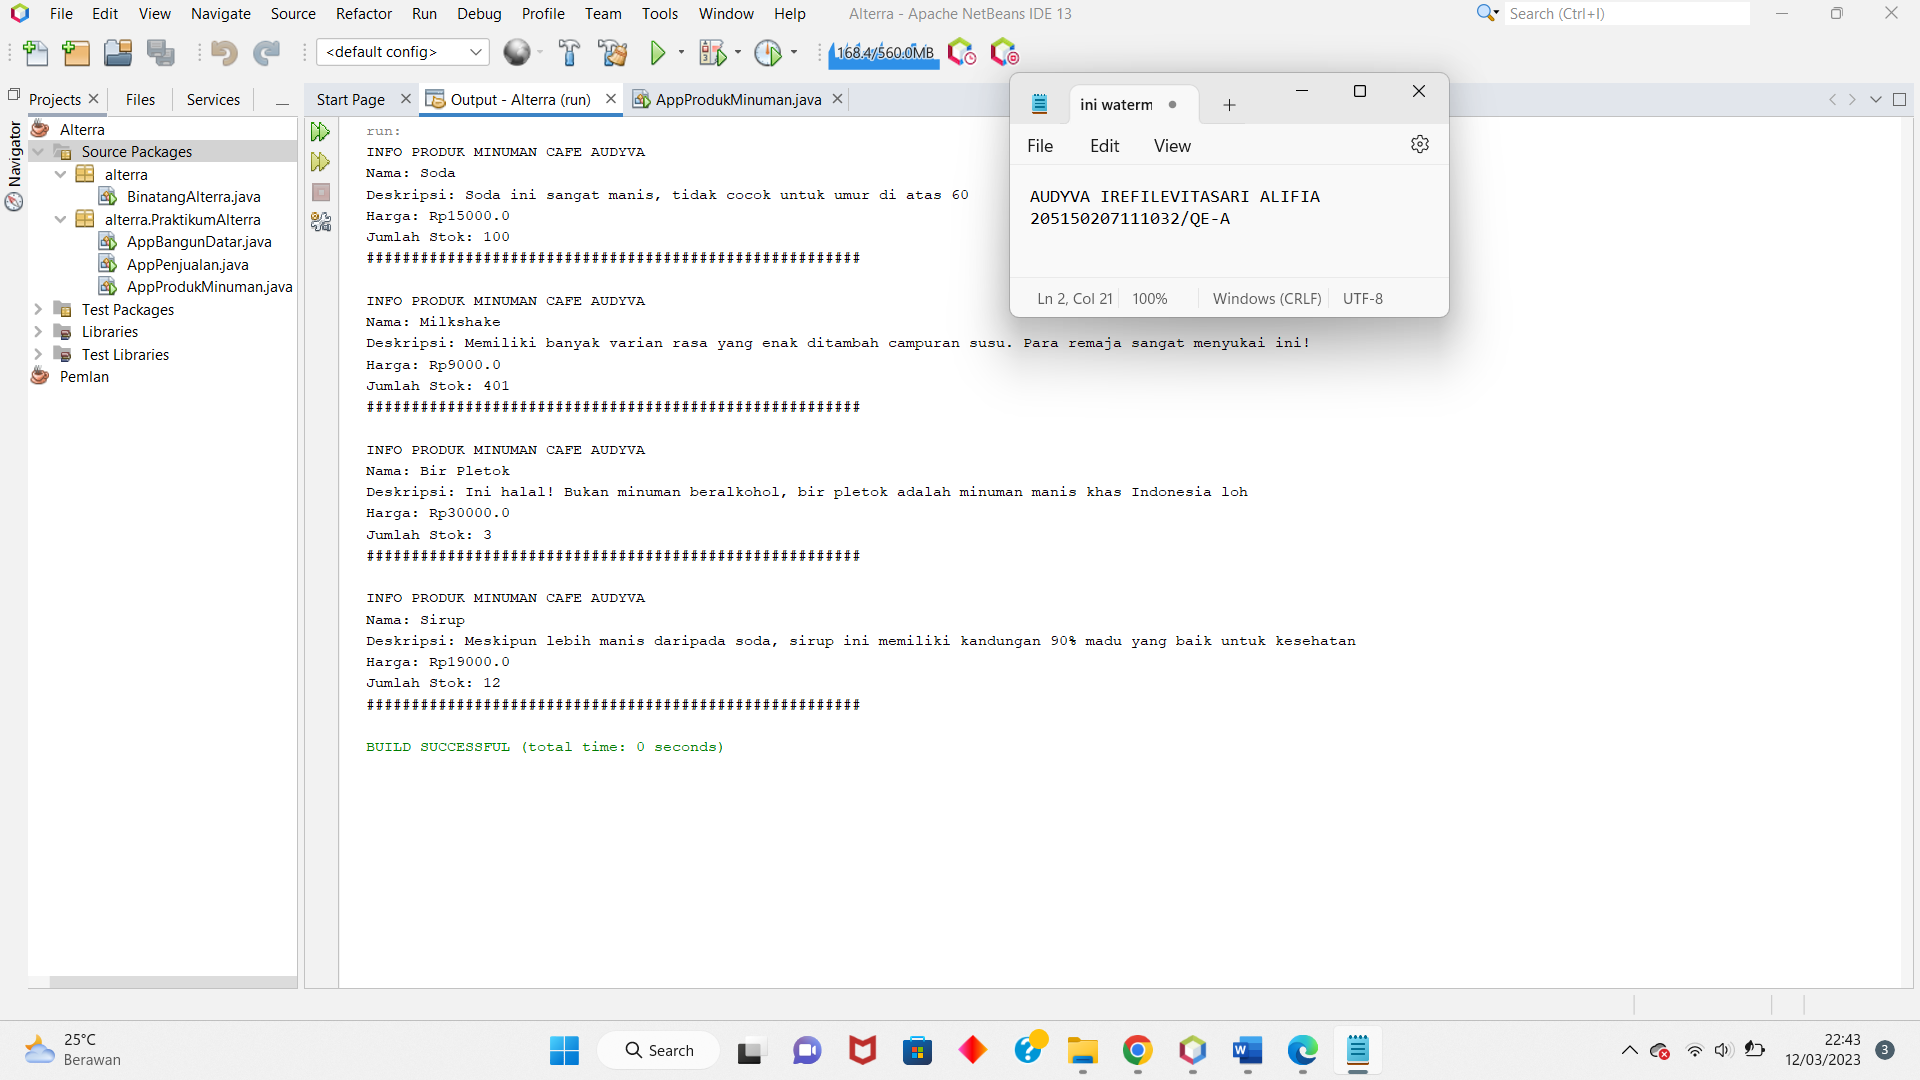 File Edit View Navigate Source Refactor Run Debug Profile Team Tools Window Help Alterra - Apache NetBeans IDE 13 Search (Ctrl+I)
<default config> 168.4/560.0MB
Projects Files Services Start Page Output - Alterra (run) AppProdukMinuman.java
Navigator
Alterra
Source Packages
alterra
BinatangAlterra.java
alterra.PraktikumAlterra
AppBangunDatar.java
AppPenjualan.java
AppProdukMinuman.java
Test Packages
Libraries
Test Libraries
Pemlan
run:
INFO PRODUK MINUMAN CAFE AUDYVA
Nama: Soda
Deskripsi: Soda ini sangat manis, tidak cocok untuk umur di atas 60
Harga: Rp15000.0
Jumlah Stok: 100
#######################################################
INFO PRODUK MINUMAN CAFE AUDYVA
Nama: Milkshake
Deskripsi: Memiliki banyak varian rasa yang enak ditambah campuran susu. Para remaja sangat menyukai ini!
Harga: Rp9000.0
Jumlah Stok: 401
#######################################################
INFO PRODUK MINUMAN CAFE AUDYVA
Nama: Bir Pletok
Deskripsi: Ini halal! Bukan minuman beralkohol, bir pletok adalah minuman manis khas Indonesia loh
Harga: Rp30000.0
Jumlah Stok: 3
#######################################################
INFO PRODUK MINUMAN CAFE AUDYVA
Nama: Sirup
Deskripsi: Meskipun lebih manis daripada soda, sirup ini memiliki kandungan 90% madu yang baik untuk kesehatan
Harga: Rp19000.0
Jumlah Stok: 12
#######################################################
BUILD SUCCESSFUL (total time: 0 seconds)
ini waterm
File Edit View
AUDYVA IREFILEVITASARI ALIFIA
205150207111032/QE-A
Ln 2, Col 21 100% Windows (CRLF) UTF-8
25°C
Berawan
Search
22:43
12/03/2023
3